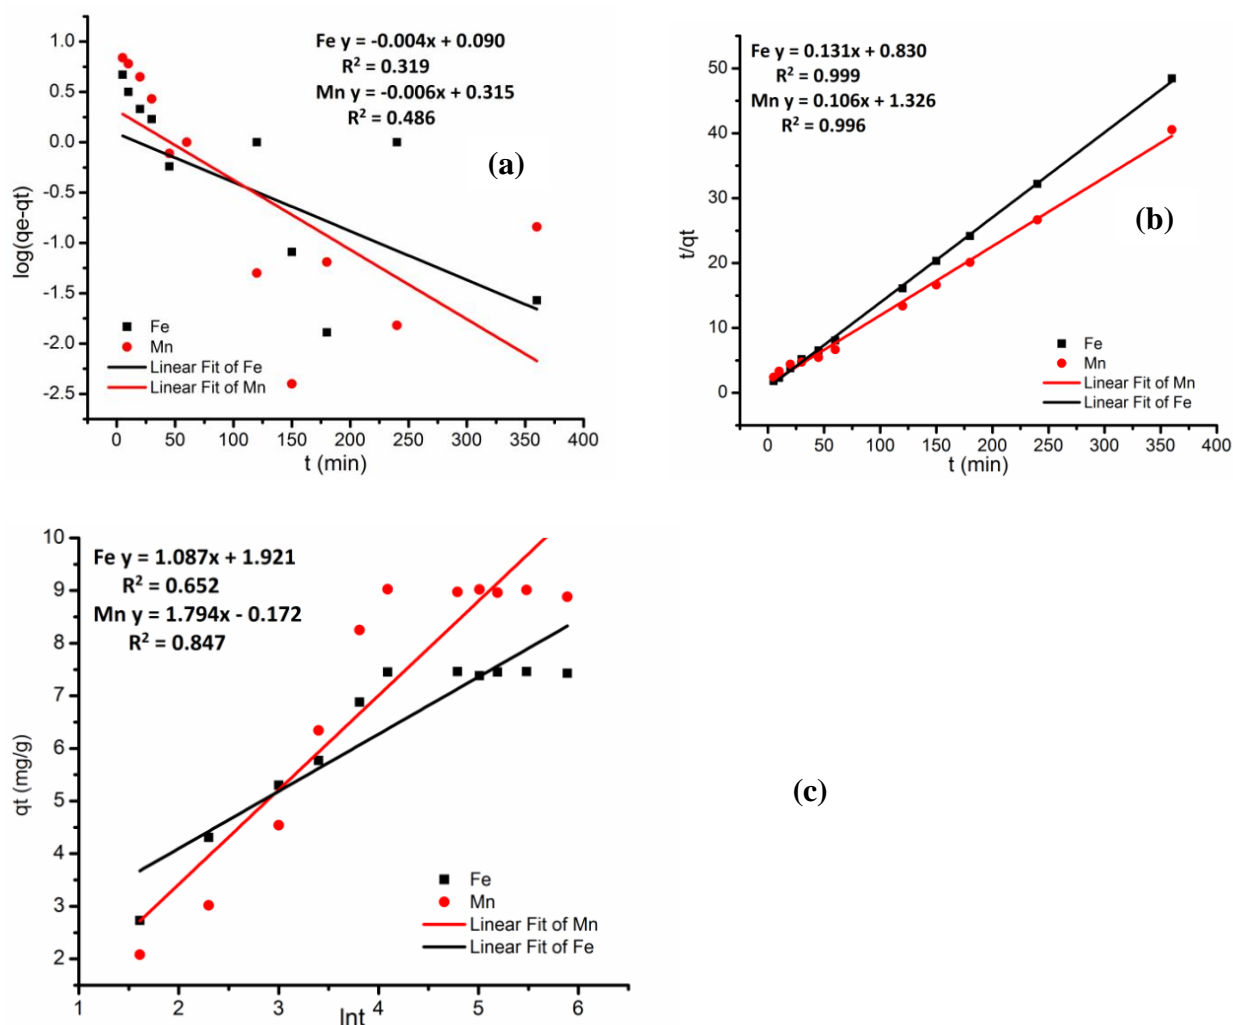 Fe y = -0.004x + 0.090
R² = 0.319
Mn y = -0.006x + 0.315
R² = 0.486
(a)
1.0
0.5
0.0
-0.5
-1.0
-1.5
-2.0
-2.5
log(qe-qt)
Fe
Mn
Linear Fit of Fe
Linear Fit of Mn
0 50 100 150 200 250 300 350 400
t (min)
Fe y = 0.131x + 0.830
R² = 0.999
Mn y = 0.106x + 1.326
R² = 0.996
(b)
50
40
30
20
10
0
t/qt
Fe
Mn
Linear Fit of Mn
Linear Fit of Fe
0 50 100 150 200 250 300 350 400
t (min)
Fe y = 1.087x + 1.921
R² = 0.652
Mn y = 1.794x - 0.172
R² = 0.847
(c)
10
9
8
7
6
5
4
3
2
qt (mg/g)
Fe
Mn
Linear Fit of Mn
Linear Fit of Fe
1 2 3 4 5 6
lnt